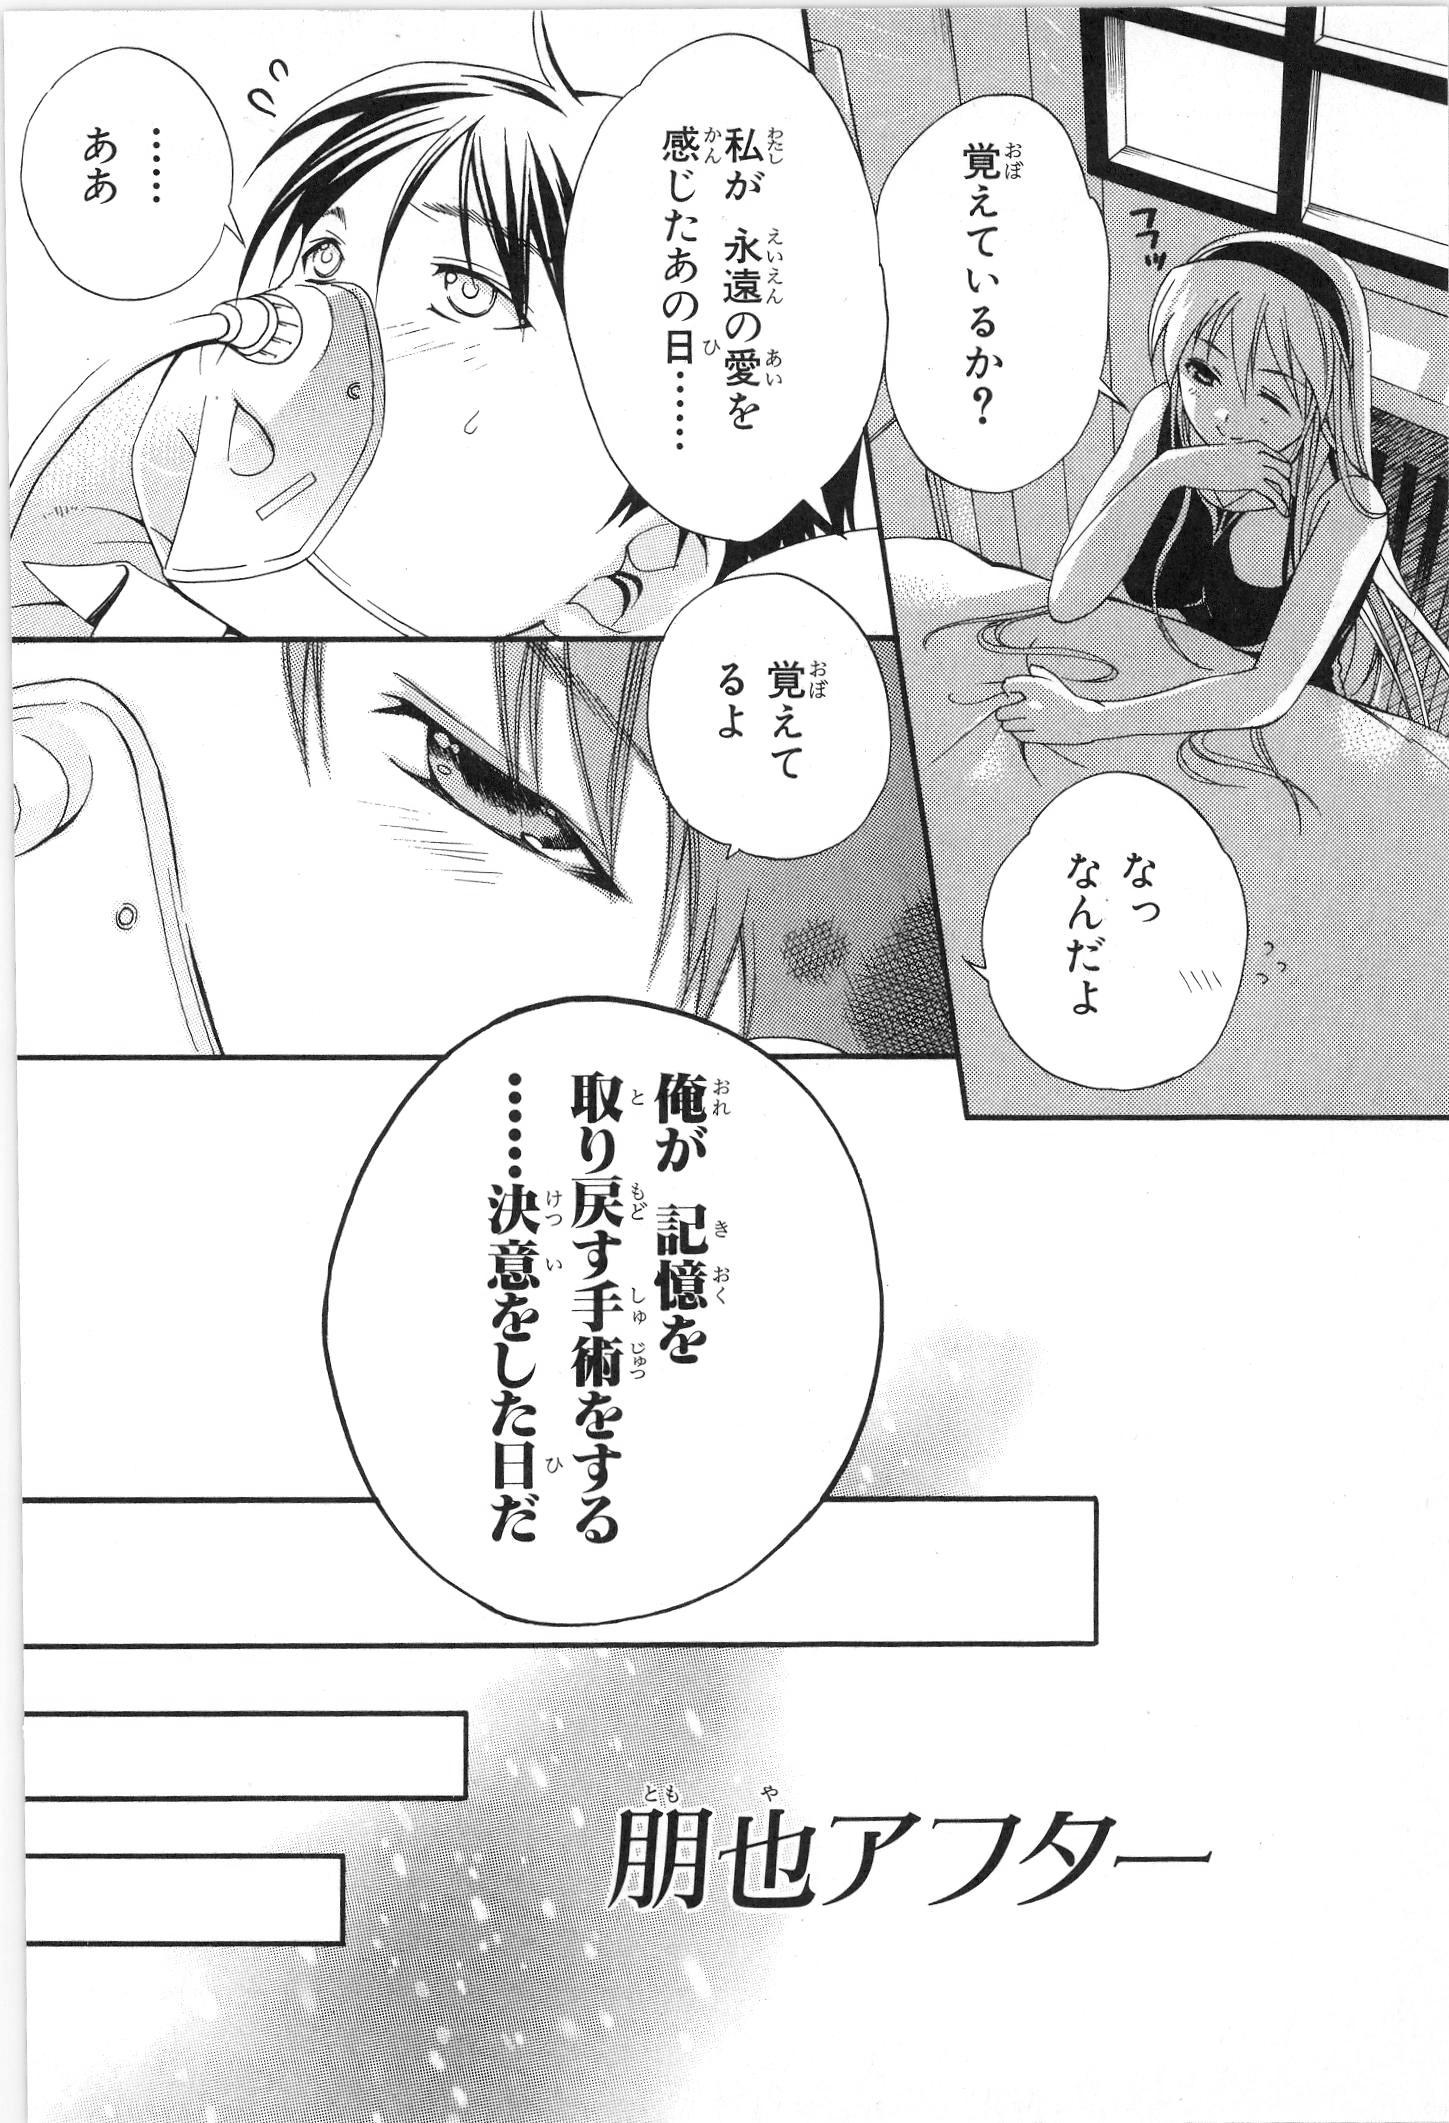 クスッ
なっ
なんだよ
覚えているか?
私が 永遠の愛を
感じたあの日……
……
ああ
覚えて
るよ
俺が 記憶を
取り戻す手術をする
……決意をした日だ
朋也アフター